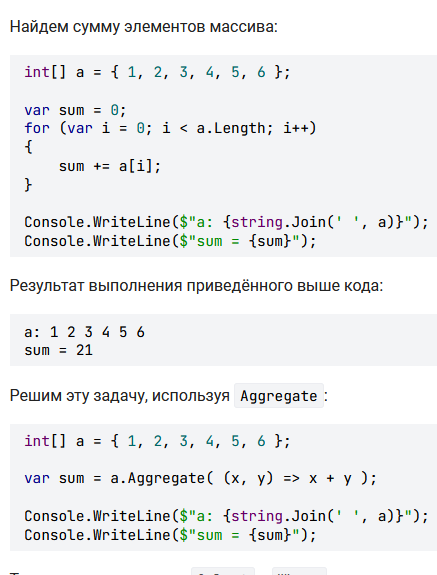 Найдем сумму элементов массива:
int[] a = { 1, 2, 3, 4, 5, 6 };
var sum = 0;
for (var i = 0; i < a.Length; i++)
{
    sum += a[i];
}
Console.WriteLine($"a: {string.Join(' ', a)}");
Console.WriteLine($"sum = {sum}");
Результат выполнения приведённого выше кода:
a: 1 2 3 4 5 6
sum = 21
Решим эту задачу, используя Aggregate:
int[] a = { 1, 2, 3, 4, 5, 6 };
var sum = a.Aggregate( (x, y) => x + y );
Console.WriteLine($"a: {string.Join(' ', a)}");
Console.WriteLine($"sum = {sum}");